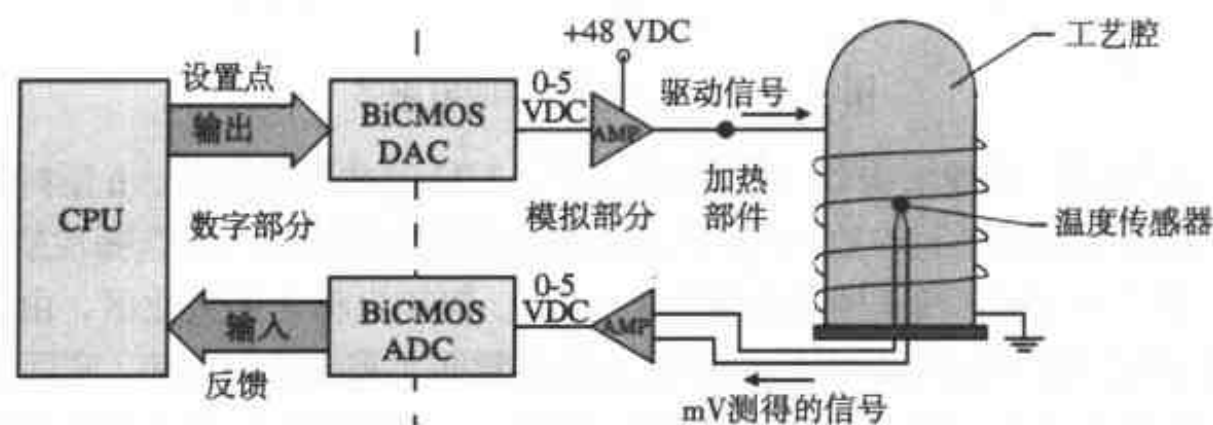 +48 VDC
工艺腔
设置点
0-5
VDC
驱动信号
输出
BiCMOS
DAC
AMP
CPU
数字部分
模拟部分
加热
部件
温度传感器
0-5
VDC
输入
BiCMOS
ADC
AMP
反馈
mV测得的信号